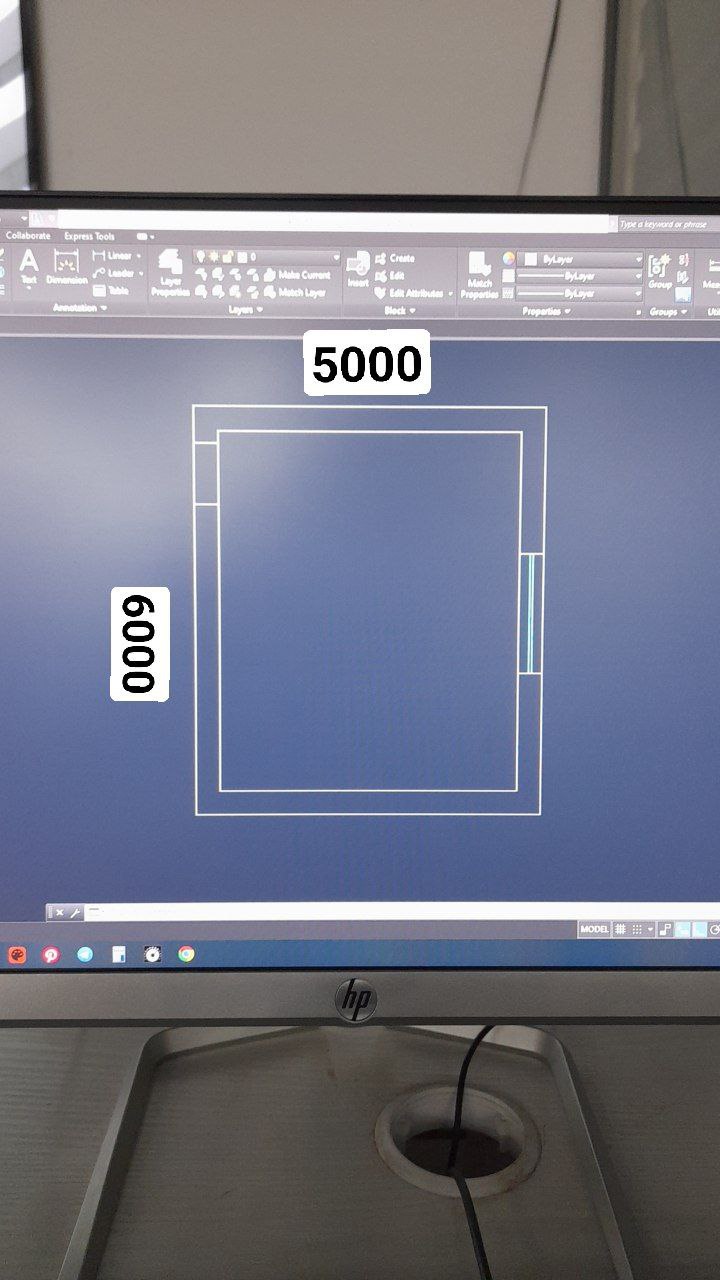 Type a keyword or phrase
Collaborate Express Tools
Linear
Leader
Table
Text
Dimension
Annotation
Layer
Properties
0
Make Current
Match Layer
Layers
Insert
Create
Edit
Edit Attributes
Block
Match
Properties
ByLayer
ByLayer
ByLayer
Properties
Group
Groups
5000
6000
MODEL
hp